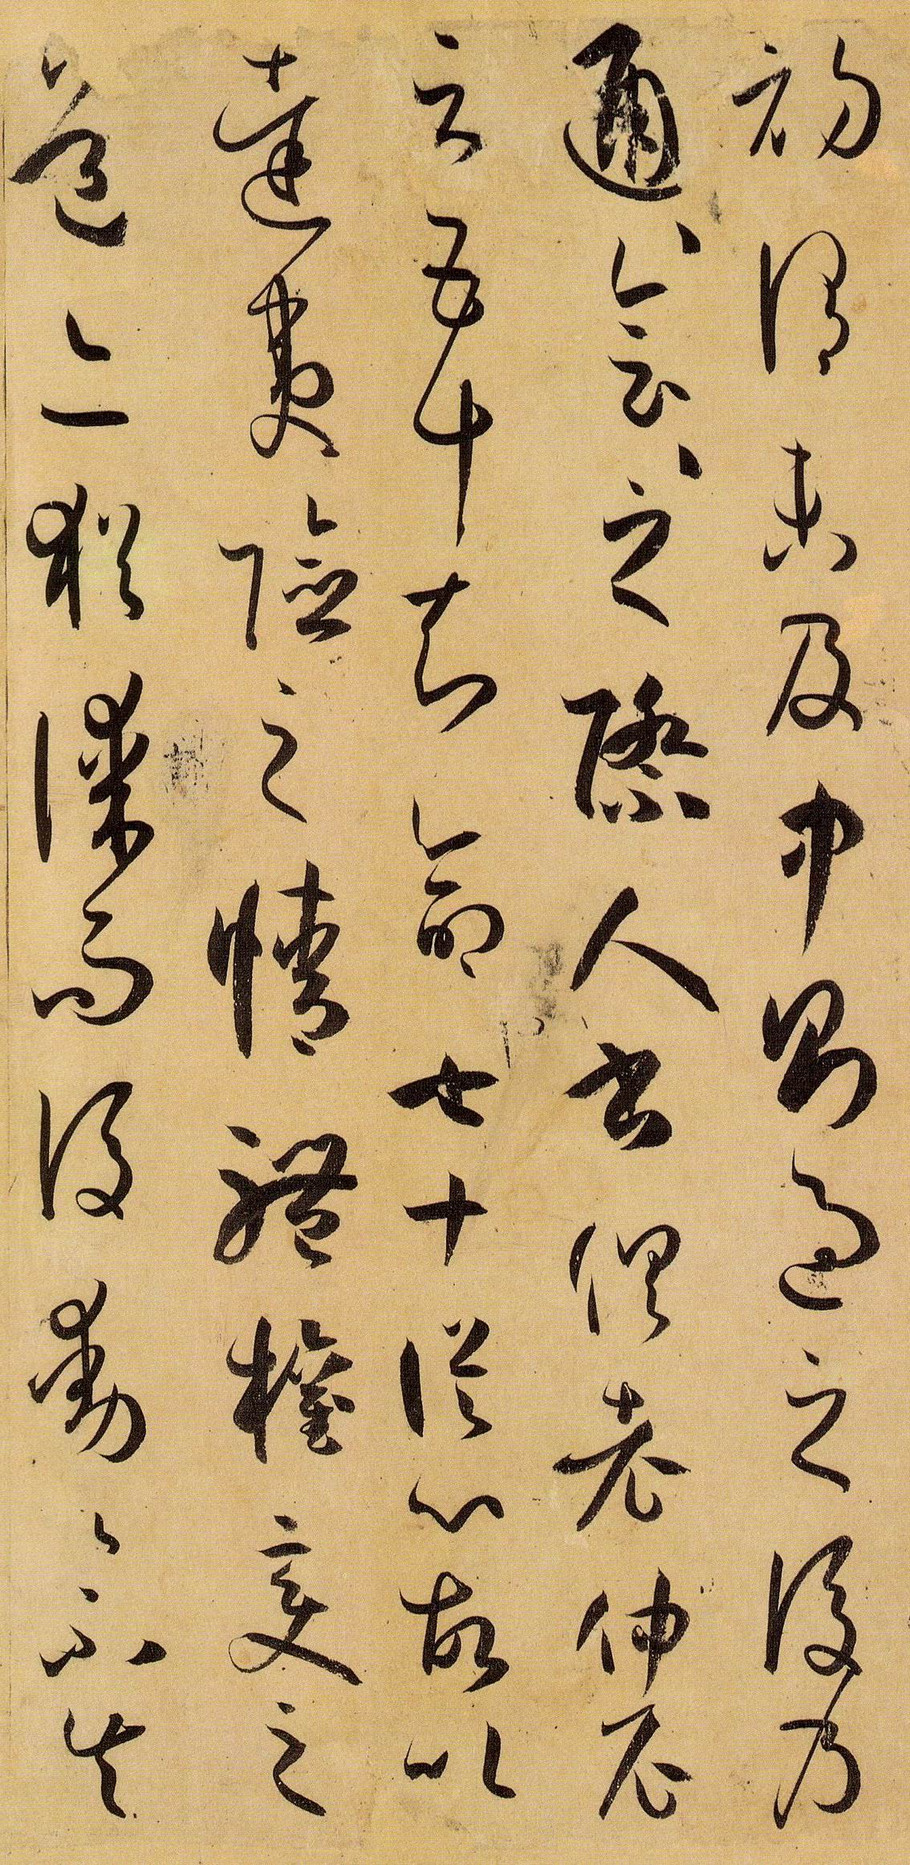 初謂未及中則過之後乃
通會通會之際人書俱老仲尼
云五十知命七十從心故以
達夷險之情體權變之
道亦猶謀而後動動不失